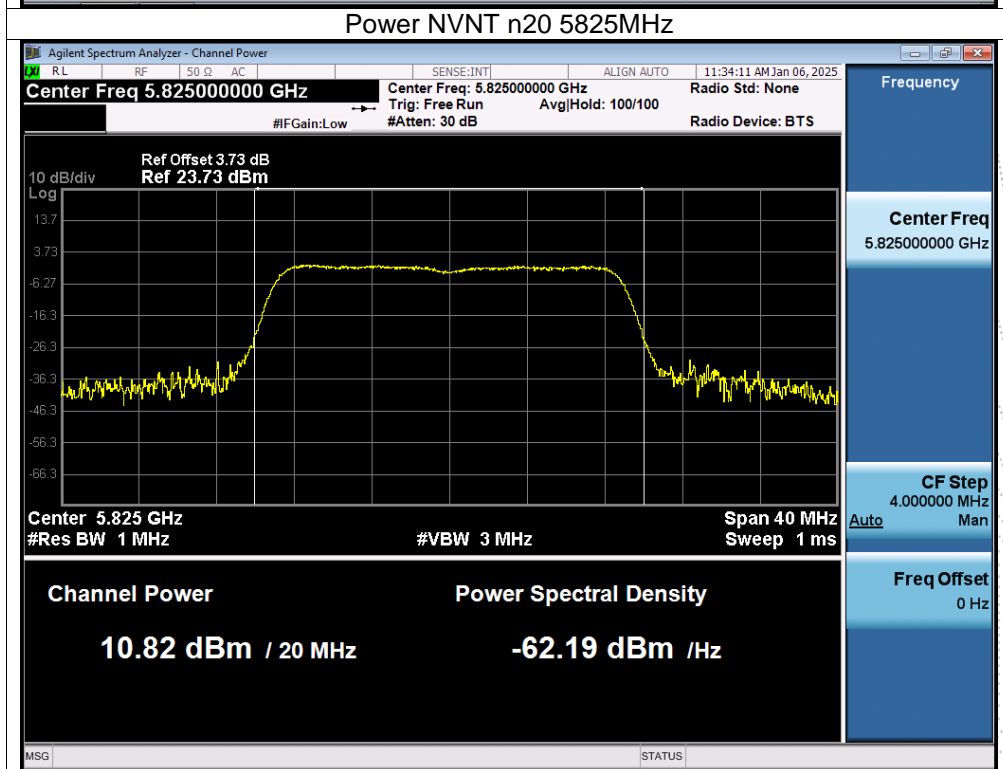 Power NVNT n20 5825MHz
Agilent Spectrum Analyzer - Channel Power
LXI RL RF 50 Ω AC SENSE:INT ALIGN AUTO 11:34:11 AM Jan 06, 2025
Center Freq 5.825000000 GHz
Center Freq: 5.825000000 GHz
Radio Std: None
Trig: Free Run Avg|Hold: 100/100
#IFGain:Low
#Atten: 30 dB
Radio Device: BTS
Ref Offset 3.73 dB
10 dB/div Ref 23.73 dBm
Log
13.7
3.73
-6.27
-16.3
-26.3
-36.3
-46.3
-56.3
-66.3
Center 5.825 GHz Span 40 MHz
#Res BW 1 MHz #VBW 3 MHz Sweep 1 ms
Channel Power
Power Spectral Density
10.82 dBm / 20 MHz
-62.19 dBm /Hz
Frequency
Center Freq
5.825000000 GHz
CF Step
4.000000 MHz
Auto Man
Freq Offset
0 Hz
MSG
STATUS